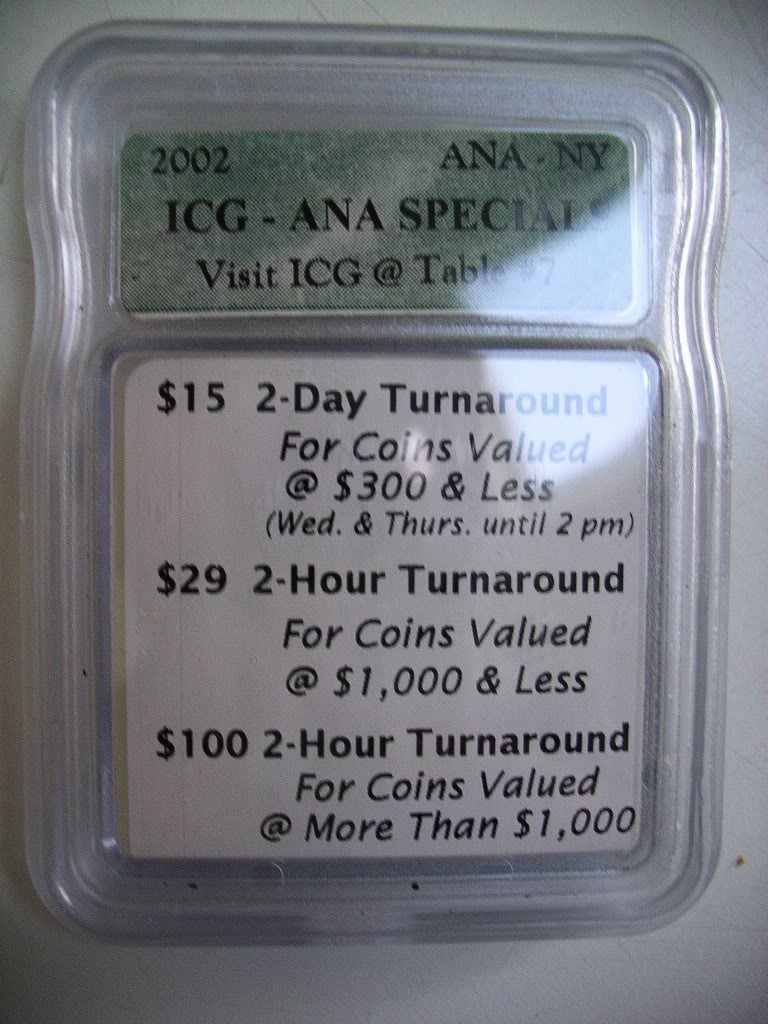 2002 ANA - NY
ICG - ANA SPECIALS
Visit ICG @ Table #7
$15 2-Day Turnaround
For Coins Valued
@ $300 & Less
(Wed. & Thurs. until 2 pm)
$29 2-Hour Turnaround
For Coins Valued
@ $1,000 & Less
$100 2-Hour Turnaround
For Coins Valued
@ More Than $1,000